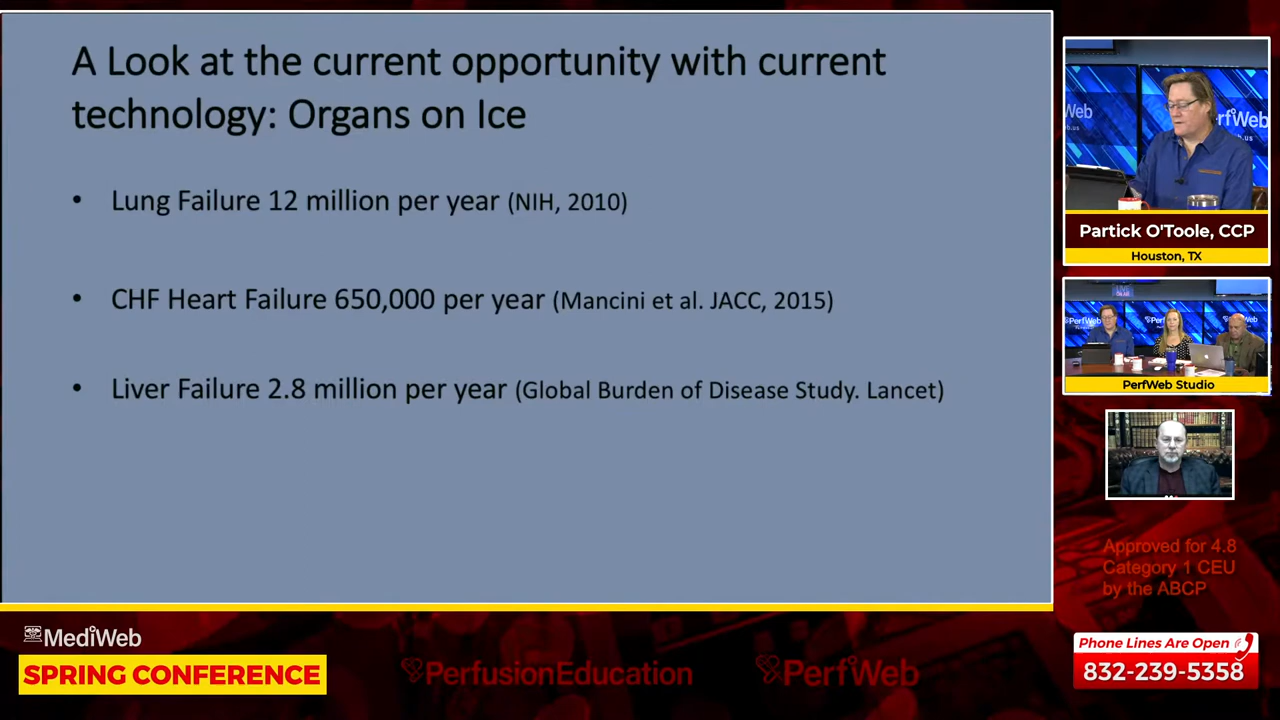 A Look at the current opportunity with current
technology: Organs on Ice
• Lung Failure 12 million per year (NIH, 2010)
• CHF Heart Failure 650,000 per year (Mancini et al. JACC, 2015)
• Liver Failure 2.8 million per year (Global Burden of Disease Study. Lancet)
Partick O'Toole, CCP
Houston, TX
PerfWeb Studio
Approved for 4.8
Category 1 CEU
by the ABCP
MediWeb
SPRING CONFERENCE
PerfusionEducation
PerfWeb
Phone Lines Are Open
832-239-5358